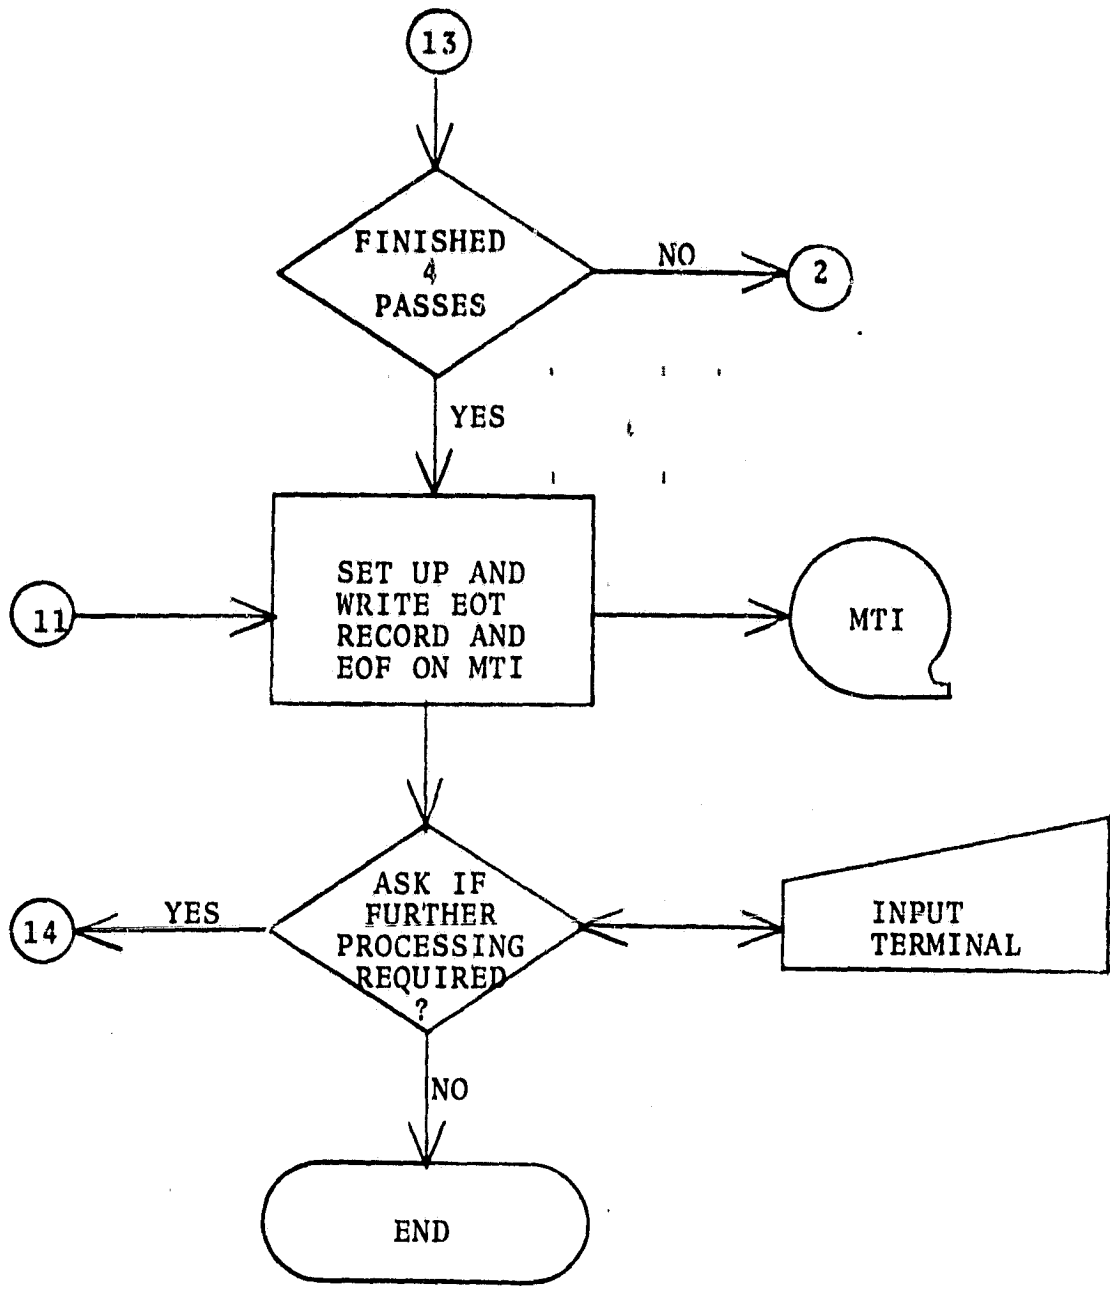 13
FINISHED
4
PASSES
NO
2
YES
SET UP AND
WRITE EOT
RECORD AND
EOF ON MTI
11
MTI
ASK IF
FURTHER
PROCESSING
REQUIRED
?
YES
14
INPUT
TERMINAL
NO
END